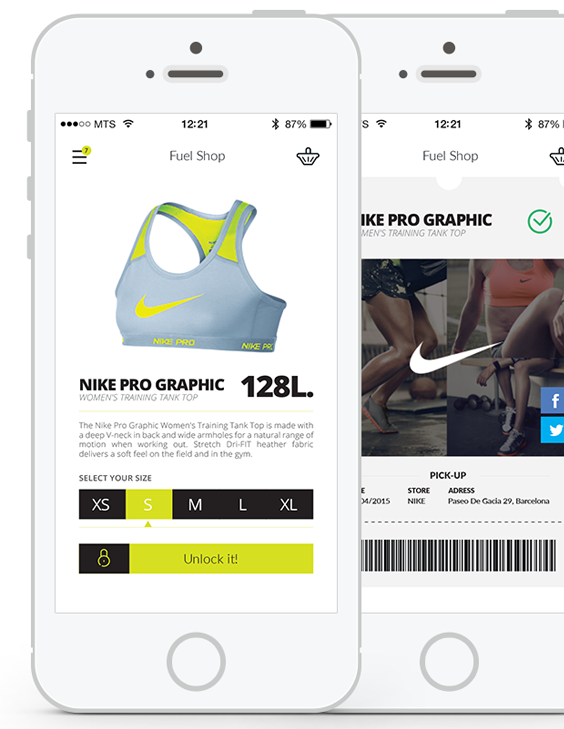 MTS 12:21 87%
7
Fuel Shop
NIKE PRO
NIKE PRO
NIKE PRO GRAPHIC 128L.
WOMEN'S TRAINING TANK TOP
The Nike Pro Graphic Women's Training Tank Top is made with
a deep V-neck in back and wide armholes for a natural range of
motion when working out. Stretch Dri-FIT heather fabric
delivers a soft feel on the field and in the gym.
SELECT YOUR SIZE
XS S M L XL
Unlock it!
S 12:21 87%
Fuel Shop
IKE PRO GRAPHIC
MEN'S TRAINING TANK TOP
f
PICK-UP
E STORE ADRESS
04/2015 NIKE Paseo De Gacia 29, Barcelona